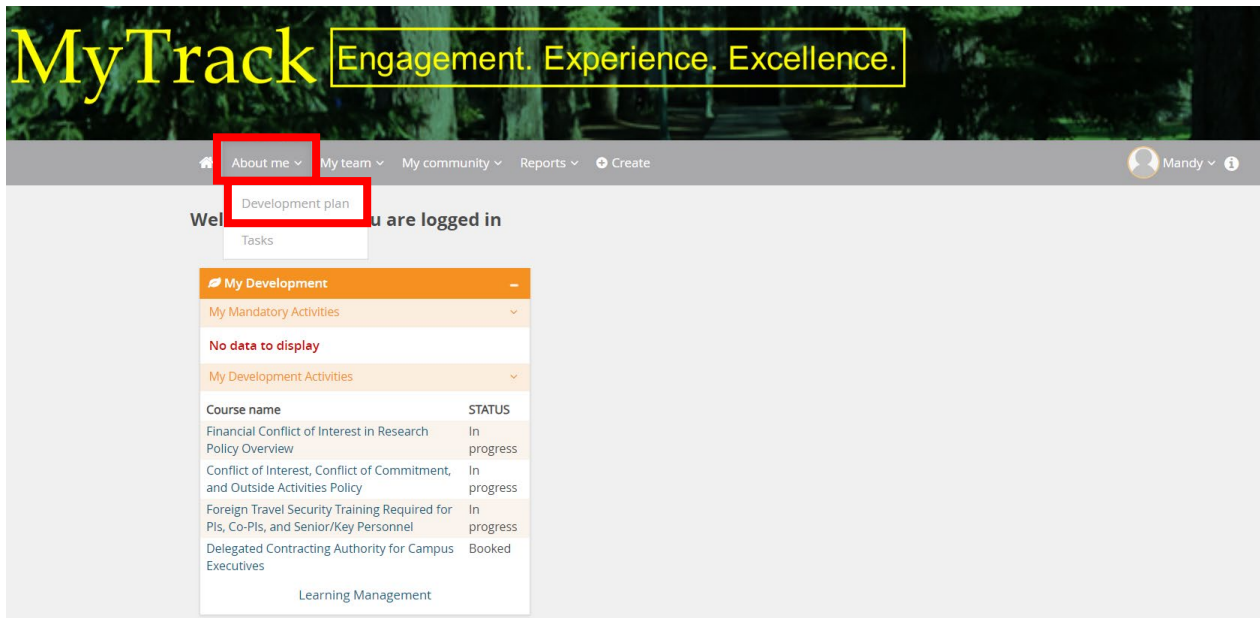 MyTrack Engagement. Experience. Excellence.
About me My team My community Reports Create Mandy
Development plan
Wel u are logged in
Tasks
My Development
My Mandatory Activities
No data to display
My Development Activities
Course name STATUS
Financial Conflict of Interest in Research In
Policy Overview progress
Conflict of Interest, Conflict of Commitment, In
and Outside Activities Policy progress
Foreign Travel Security Training Required for In
PIs, Co-PIs, and Senior/Key Personnel progress
Delegated Contracting Authority for Campus Booked
Executives
Learning Management